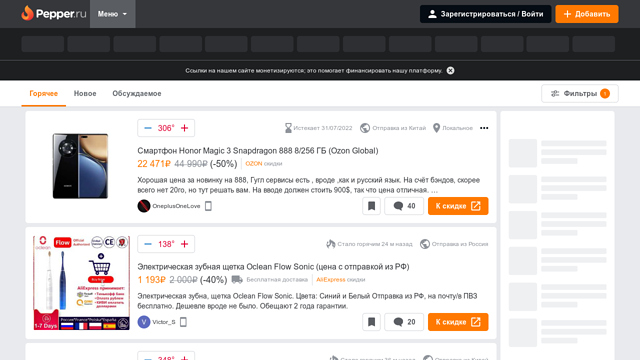 Pepper.ru
Меню
Зарегистрироваться / Войти
Добавить
Ссылки на нашем сайте монетизируются; это помогает финансировать нашу платформу.
Горячее
Новое
Обсуждаемое
Фильтры 1
306°
Истекает 31/07/2022
Отправка из Китая
Локальное
Смартфон Honor Magic 3 Snapdragon 888 8/256 ГБ (Ozon Global)
22 471₽ 44 990₽ (-50%) OZON скидки
Хорошая цена за новинку на 888, Гугл сервисы есть , вроде ,как и русский язык. На счёт бэндов, скорее
всего нет 20го, но тут решать вам. На вводе должен стоить 900$, так что цена отличная. …
OneplusOneLove
40
К скидке
138°
Стало горячим 24 м назад
Отправка из России
Электрическая зубная щетка Oclean Flow Sonic (цена с отправкой из РФ)
1 193₽ 2 000₽ (-40%) Бесплатная доставка AliExpress скидки
Электрическая зубна, щетка Oclean Flow Sonic. Цвета: Синий и Белый Отправка из РФ, на почту/в ПВЗ
бесплатно. Дешевле вроде не было. Обещают 2 года гарантии.
V Victor_S
20
К скидке
oclean
Flow
CE
1-7 Days
348°